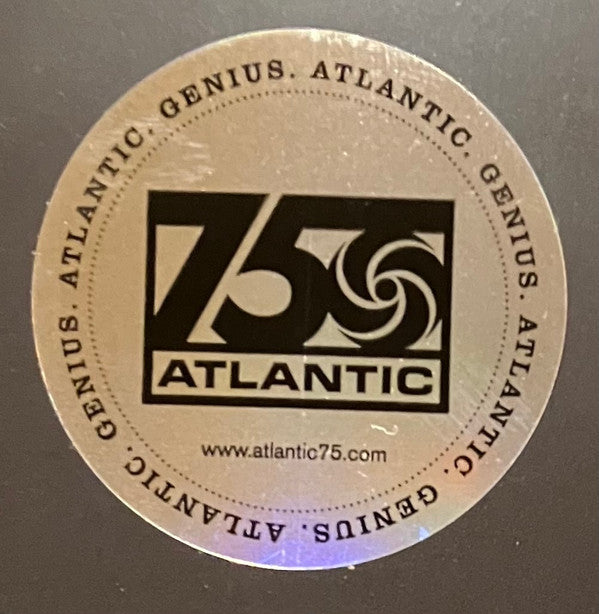 ATLANTIC. GENIUS. ATLANTIC. GENIUS. ATLANTIC. GENIUS. ATLANTIC. GENIUS.
75
ATLANTIC
www.atlantic75.com